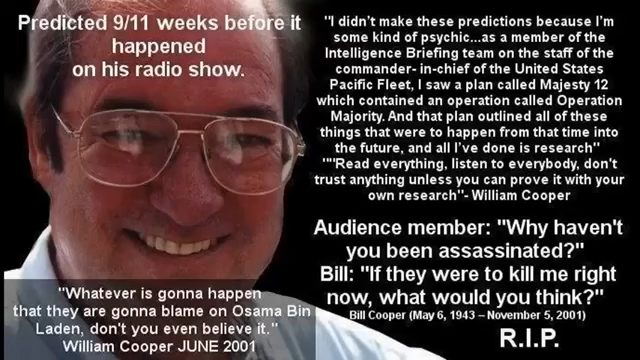 Predicted 9/11 weeks before it
happened
on his radio show.
"I didn't make these predictions because I'm
some kind of psychic...as a member of the
Intelligence Briefing team on the staff of the
commander- in-chief of the United States
Pacific Fleet, I saw a plan called Majesty 12
which contained an operation called Operation
Majority. And that plan outlined all of these
things that were to happen from that time into
the future, and all I've done is research"
""Read everything, listen to everybody, don't
trust anything unless you can prove it with your
own research"- William Cooper
Audience member: "Why haven't
you been assassinated?"
Bill: "If they were to kill me right
now, what would you think?"
Bill Cooper (May 6, 1943 – November 5, 2001)
R.I.P.
"Whatever is gonna happen
that they are gonna blame on Osama Bin
Laden, don't you even believe it."
William Cooper JUNE 2001